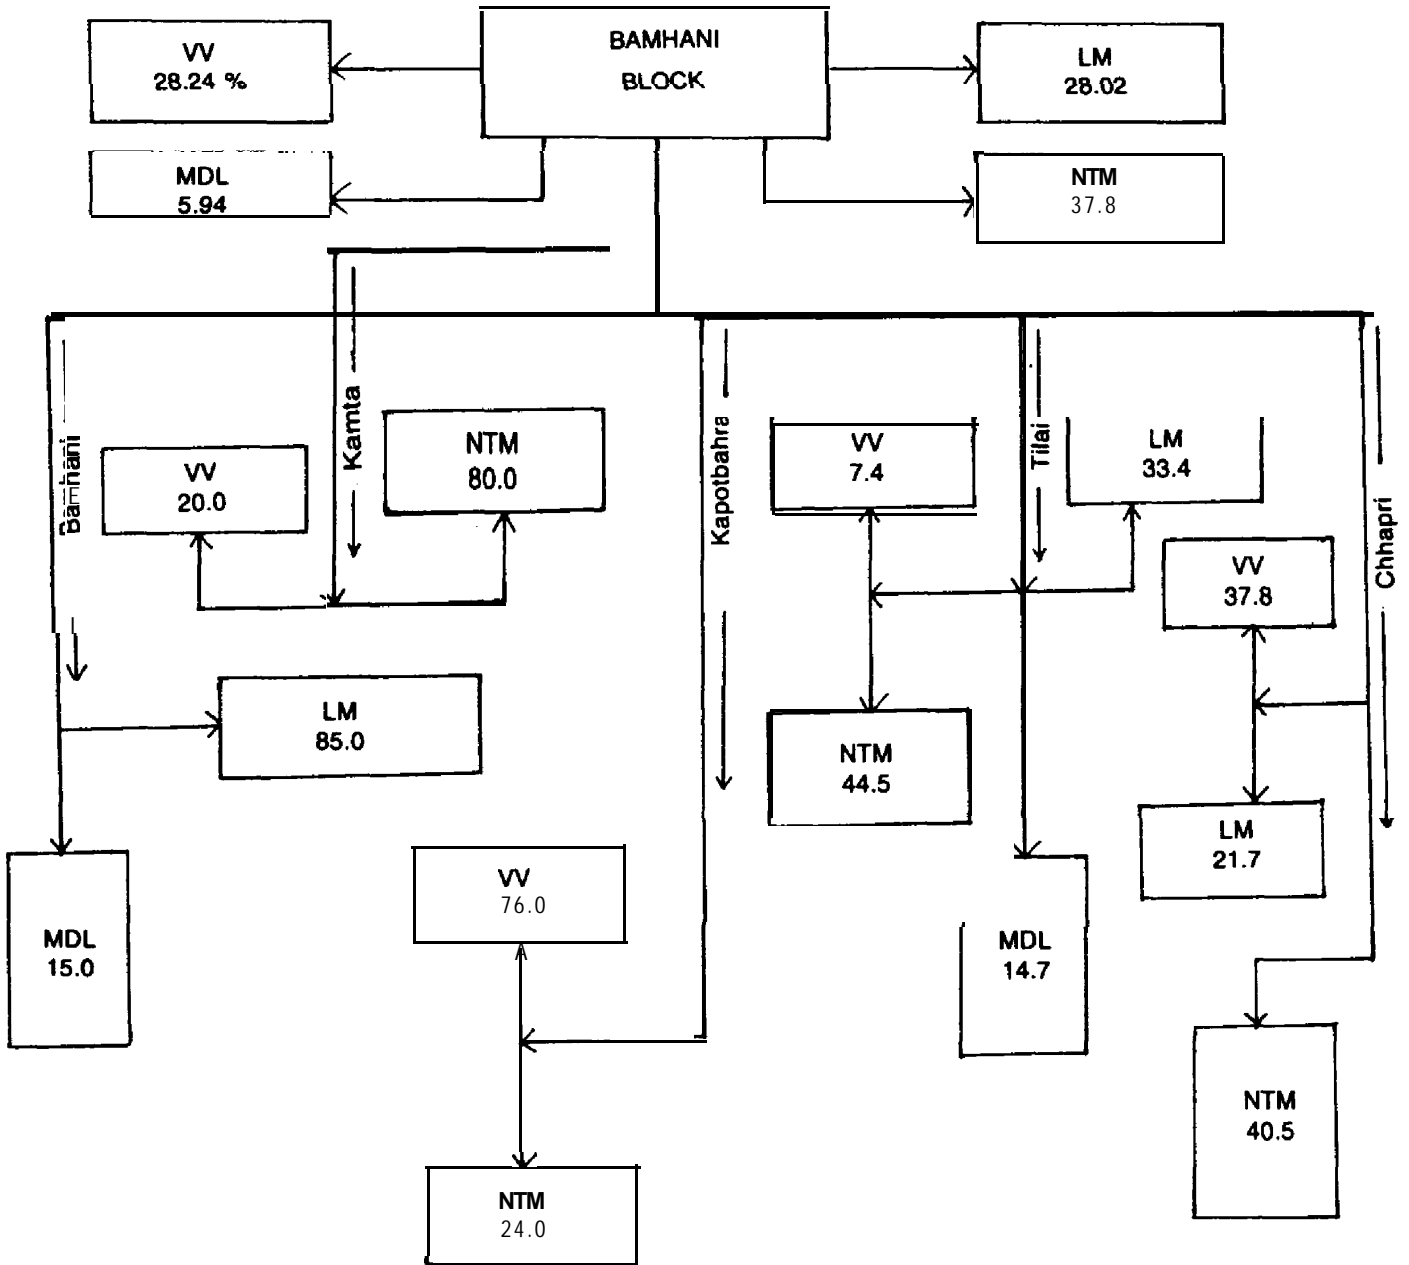 BAMHANI
BLOCK
VV
28.24 %
LM
28.02
MDL
5.94
NTM
37.8
Bamhani
Kamta
Kapotbahra
Tilai
Chhapri
VV
20.0
NTM
80.0
VV
7.4
LM
33.4
VV
37.8
LM
85.0
NTM
44.5
LM
21.7
MDL
15.0
VV
76.0
MDL
14.7
NTM
40.5
NTM
24.0